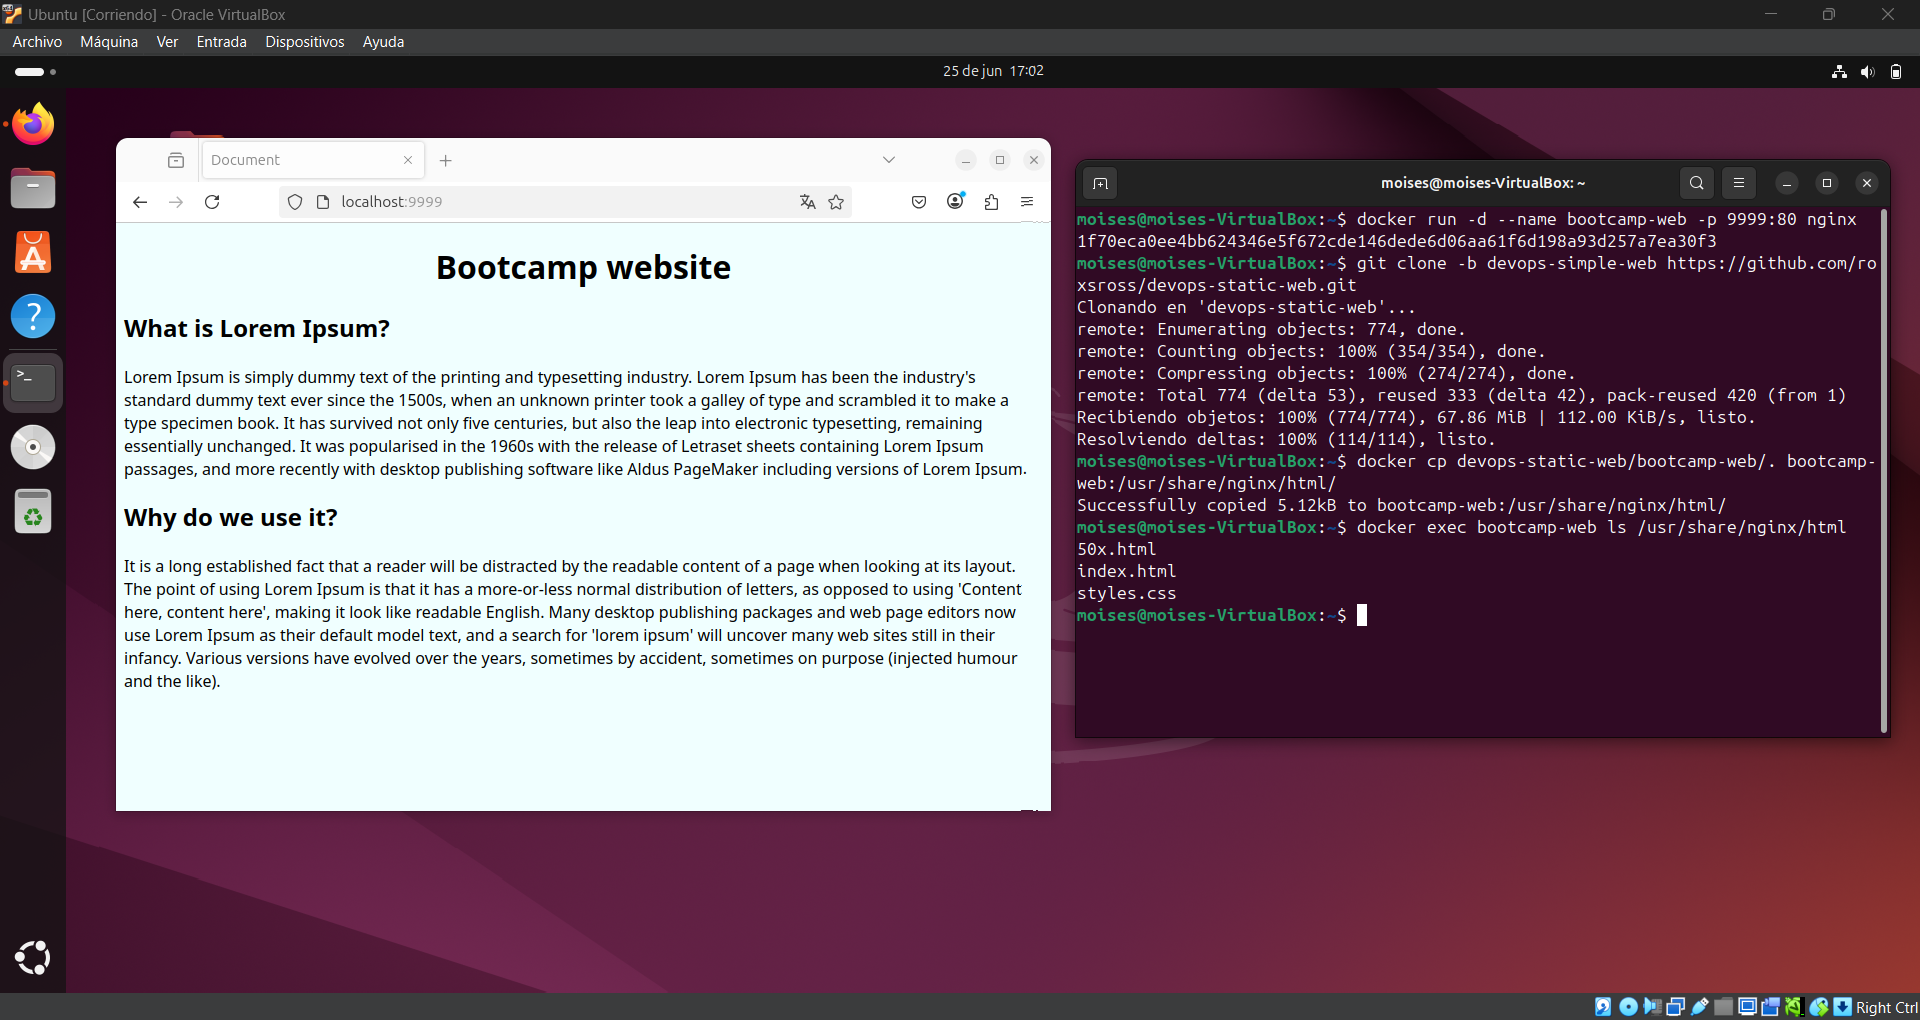 Ubuntu [Corriendo] - Oracle VirtualBox
Archivo Máquina Ver Entrada Dispositivos Ayuda
25 de jun 17:02
Document
localhost:9999
Bootcamp website
What is Lorem Ipsum?
Lorem Ipsum is simply dummy text of the printing and typesetting industry. Lorem Ipsum has been the industry's
standard dummy text ever since the 1500s, when an unknown printer took a galley of type and scrambled it to make a
type specimen book. It has survived not only five centuries, but also the leap into electronic typesetting, remaining
essentially unchanged. It was popularised in the 1960s with the release of Letraset sheets containing Lorem Ipsum
passages, and more recently with desktop publishing software like Aldus PageMaker including versions of Lorem Ipsum.
Why do we use it?
It is a long established fact that a reader will be distracted by the readable content of a page when looking at its layout.
The point of using Lorem Ipsum is that it has a more-or-less normal distribution of letters, as opposed to using 'Content
here, content here', making it look like readable English. Many desktop publishing packages and web page editors now
use Lorem Ipsum as their default model text, and a search for 'lorem ipsum' will uncover many web sites still in their
infancy. Various versions have evolved over the years, sometimes by accident, sometimes on purpose (injected humour
and the like).
moises@moises-VirtualBox: ~
moises@moises-VirtualBox:~$ docker run -d --name bootcamp-web -p 9999:80 nginx
1f70eca0ee4bb624346e5f672cde146dede6d06aa61f6d198a93d257a7ea30f3
moises@moises-VirtualBox:~$ git clone -b devops-simple-web https://github.com/ro
xsross/devops-static-web.git
Clonando en 'devops-static-web'...
remote: Enumerating objects: 774, done.
remote: Counting objects: 100% (354/354), done.
remote: Compressing objects: 100% (274/274), done.
remote: Total 774 (delta 53), reused 333 (delta 42), pack-reused 420 (from 1)
Recibiendo objetos: 100% (774/774), 67.86 MiB | 112.00 KiB/s, listo.
Resolviendo deltas: 100% (114/114), listo.
moises@moises-VirtualBox:~$ docker cp devops-static-web/bootcamp-web/. bootcamp-
web:/usr/share/nginx/html/
Successfully copied 5.12kB to bootcamp-web:/usr/share/nginx/html/
moises@moises-VirtualBox:~$ docker exec bootcamp-web ls /usr/share/nginx/html
50x.html
index.html
styles.css
moises@moises-VirtualBox:~$
Right Ctrl